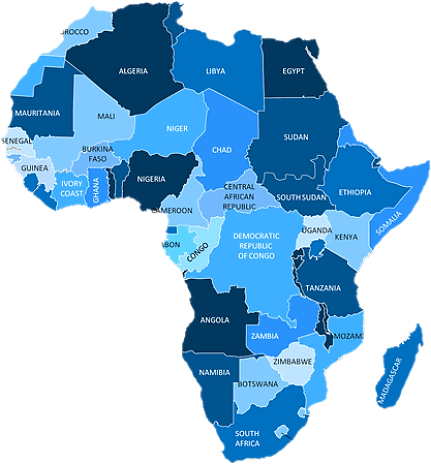 OROCCO
ALGERIA
LIBYA
EGYPT
MAURITANIA
MALI
NIGER
CHAD
SUDAN
SENEGAL
GUINEA
BURKINA
FASO
IVORY
COAST
GHANA
NIGERIA
CAMEROON
CENTRAL
AFRICAN
REPUBLIC
SOUTH SUDAN
ETHIOPIA
SOMALIA
UGANDA
KENYA
DEMOCRATIC
REPUBLIC
OF CONGO
ABON
CONGO
TANZANIA
ANGOLA
ZAMBIA
MOZAM
ZIMBABWE
NAMIBIA
BOTSWANA
MADAGASCAR
SOUTH
AFRICA